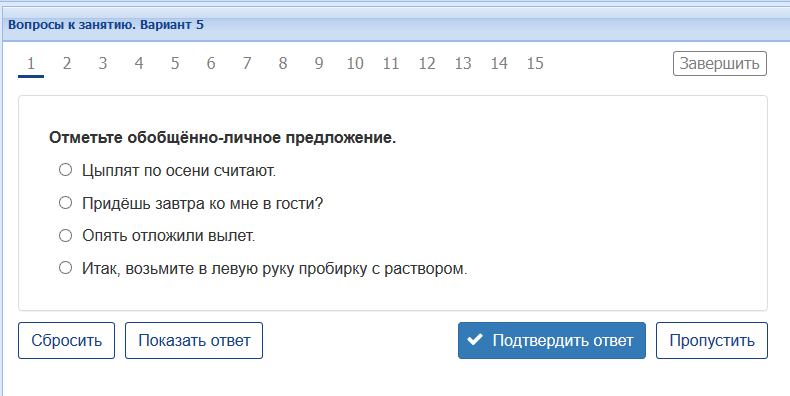 Вопросы к занятию. Вариант 5
1 2 3 4 5 6 7 8 9 10 11 12 13 14 15 Завершить
Отметьте обобщённо-личное предложение.
Цыплят по осени считают.
Придёшь завтра ко мне в гости?
Опять отложили вылет.
Итак, возьмите в левую руку пробирку с раствором.
Сбросить Показать ответ Подтвердить ответ Пропустить